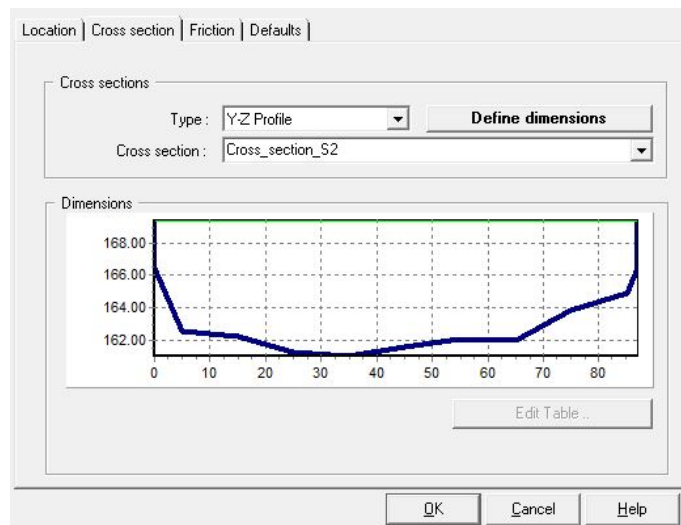 Location | Cross section | Friction | Defaults |
Cross sections
Type : Y-Z Profile Define dimensions
Cross section : Cross_section_S2
Dimensions
168.00
166.00
164.00
162.00
0 10 20 30 40 50 60 70 80
Edit Table ..
OK Cancel Help